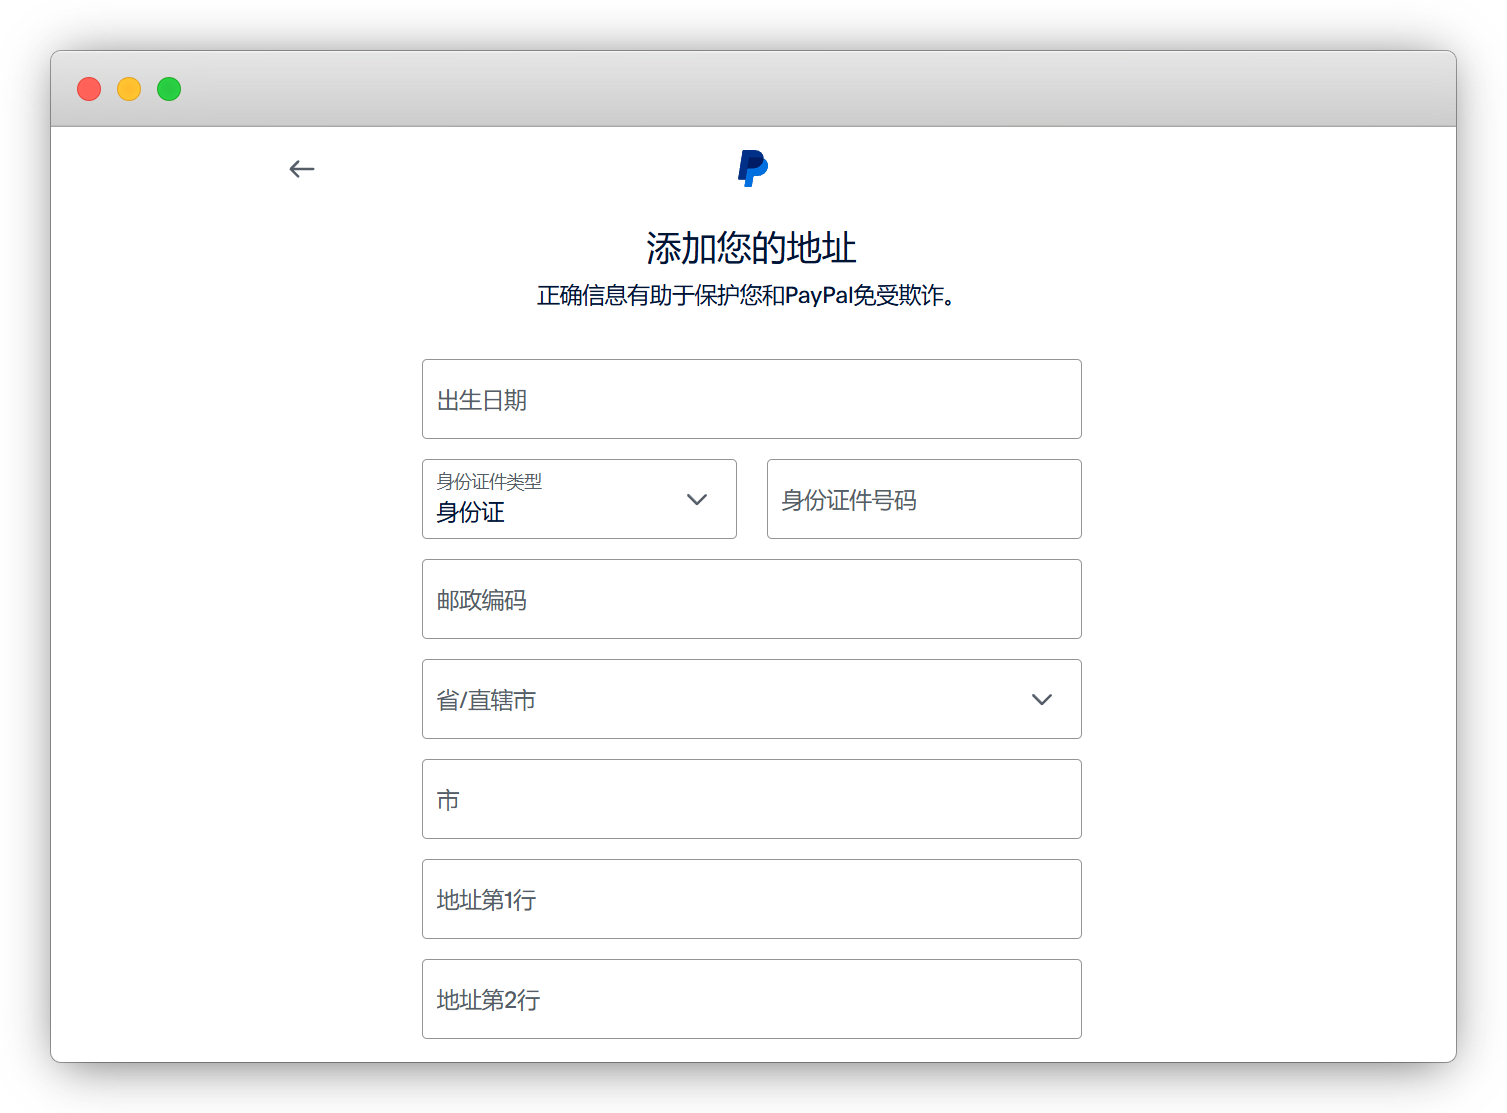 添加您的地址
正确信息有助于保护您和PayPal免受欺诈。
出生日期
身份证件类型
身份证
身份证件号码
邮政编码
省/直辖市
市
地址第1行
地址第2行